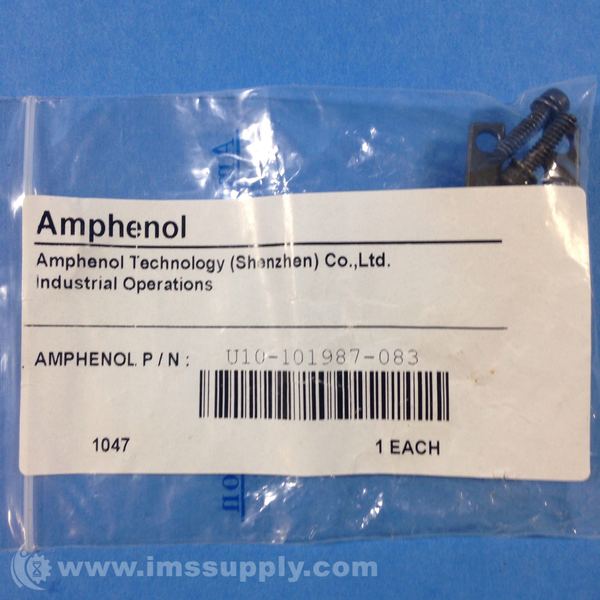 Amphenol
Amphenol Technology (Shenzhen) Co.,Ltd.
Industrial Operations
AMPHENOL P / N : U10-101987-083
1047 1 EACH
www.imssupply.com